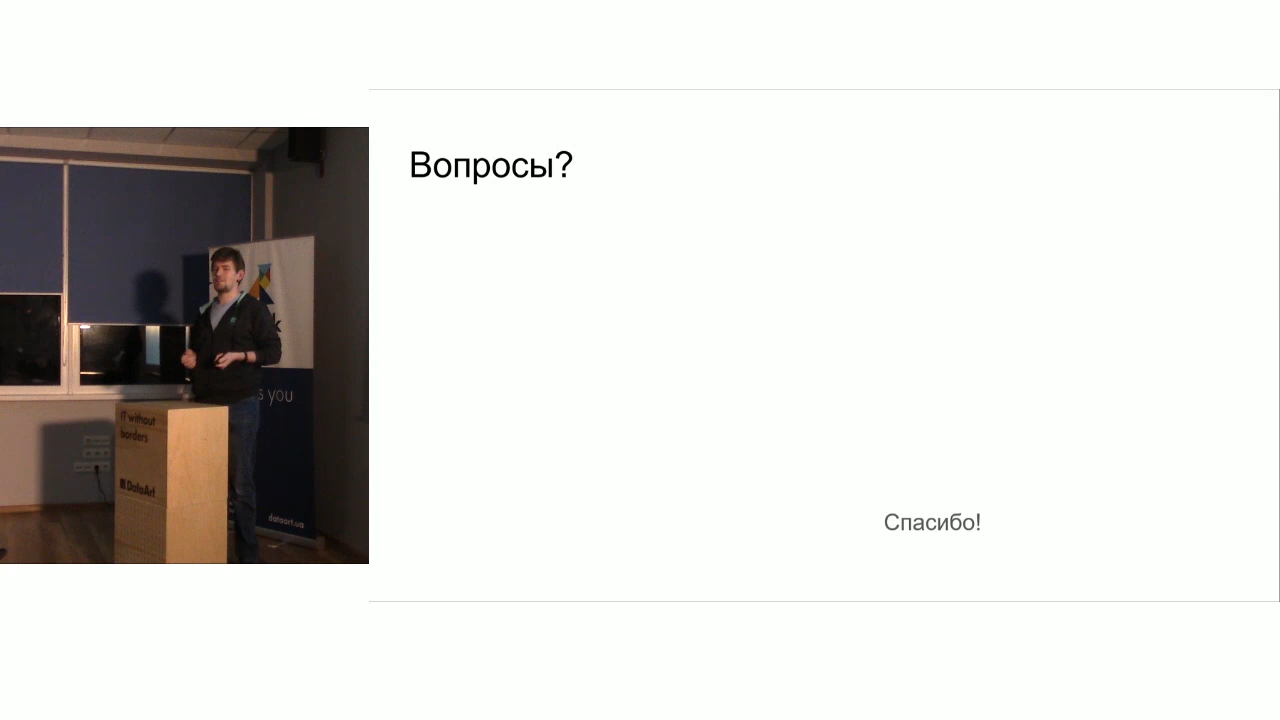 Вопросы?
Спасибо!
s you
IT without
borders
DataArt
dataart.ua